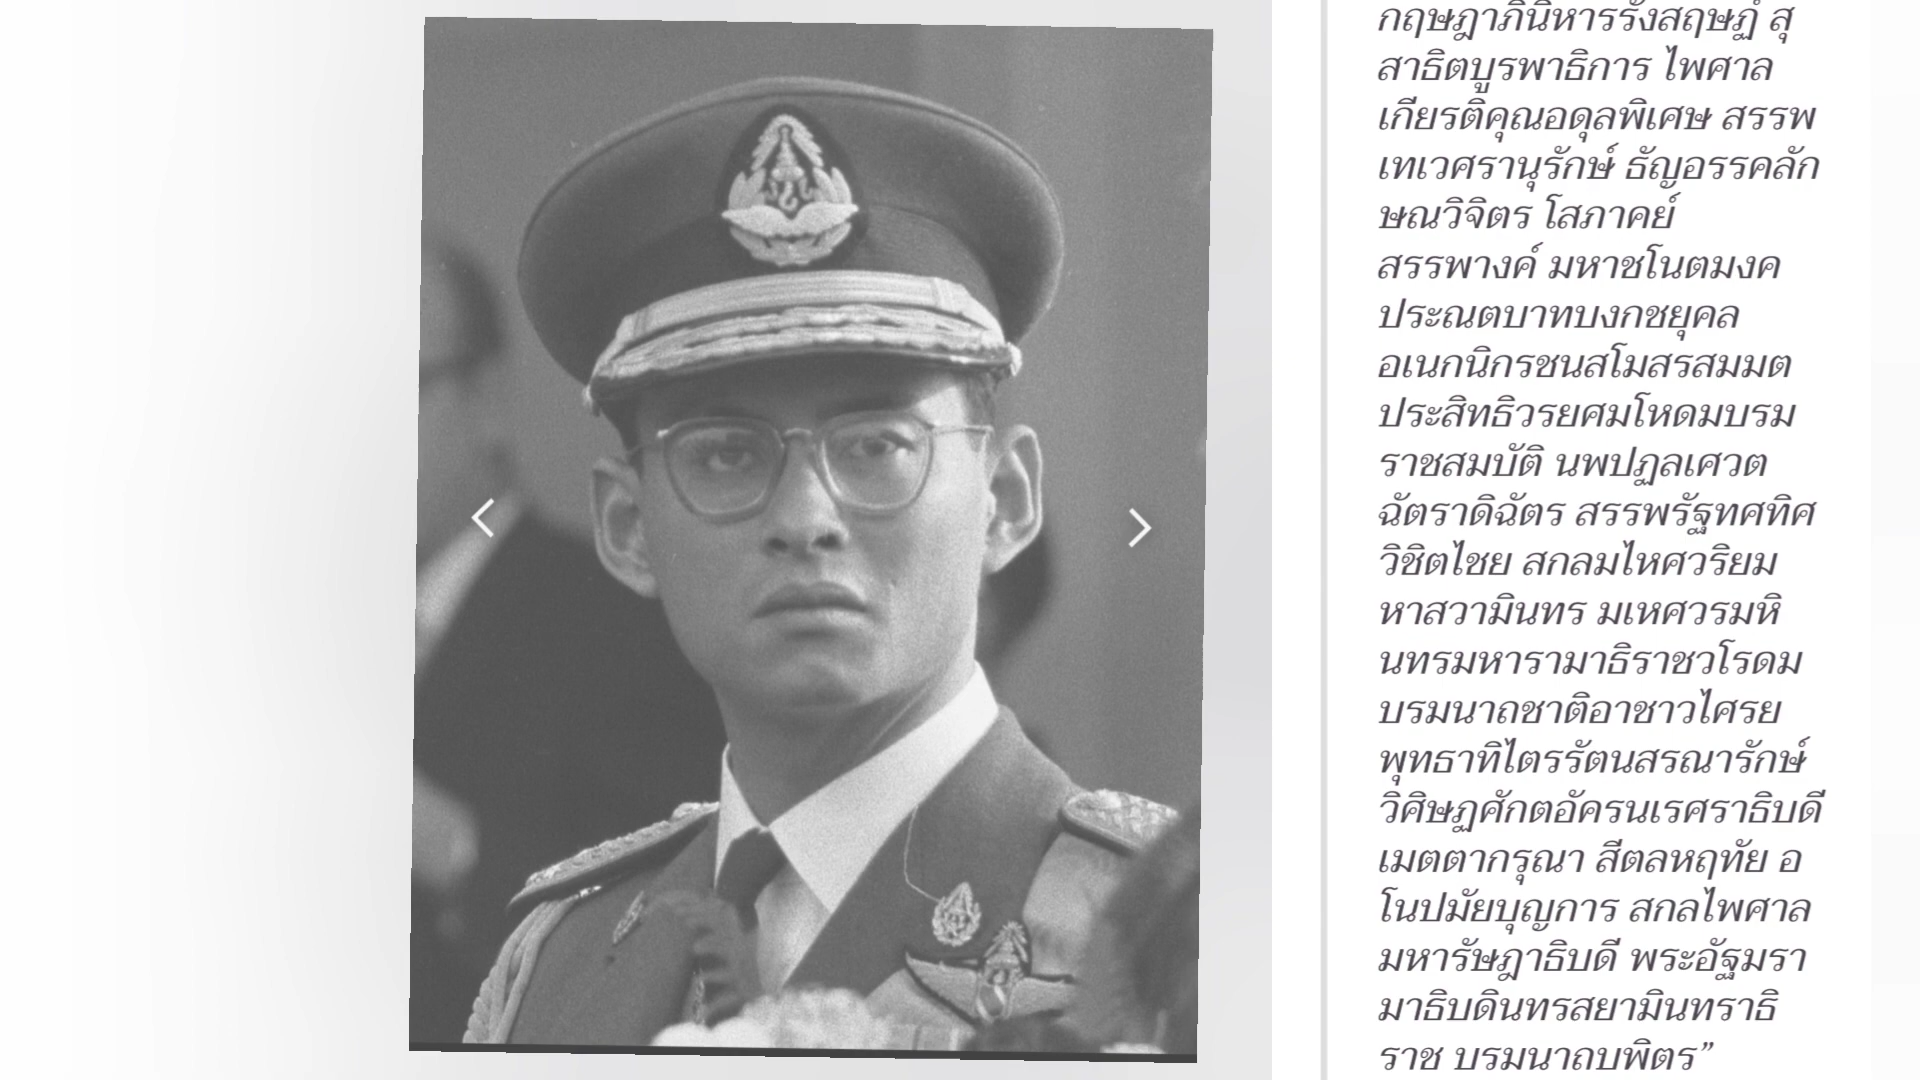 กฤษฎาภินิหารรังสฤษฏ์ สุ
สาธิตบูรพาธิการ ไพศาล
เกียรติคุณอดุลพิเศษ สรรพ
เทเวศรานุรักษ์ ธัญอรรคลัก
ษณวิจิตร โสภาคย์
สรรพางค์ มหาชโนตมงค
ประณตบาทบงกชยุคล
อเนกนิกรชนสโมสรสมมต
ประสิทธิวรยศมโหดมบรม
ราชสมบัติ นพปฎลเศวต
ฉัตราดิฉัตร สรรพรัฐทศทิศ
วิชิตไชย สกลมไหศวริยม
หาสวามินทร มเหศวรมหิ
นทรมหารามาธิราชวโรดม
บรมนาถชาติอาชาวไศรย
พุทธาทิไตรรัตนสรณารักษ์
วิศิษฏศักตอัครนเรศราธิบดี
เมตตากรุณา สีตลหฤทัย อ
โนปมัยบุญการ สกลไพศาล
มหารัษฎาธิบดี พระอัฐมรา
มาธิบดินทรสยามินทราธิ
ราช บรมนาถบพิตร”